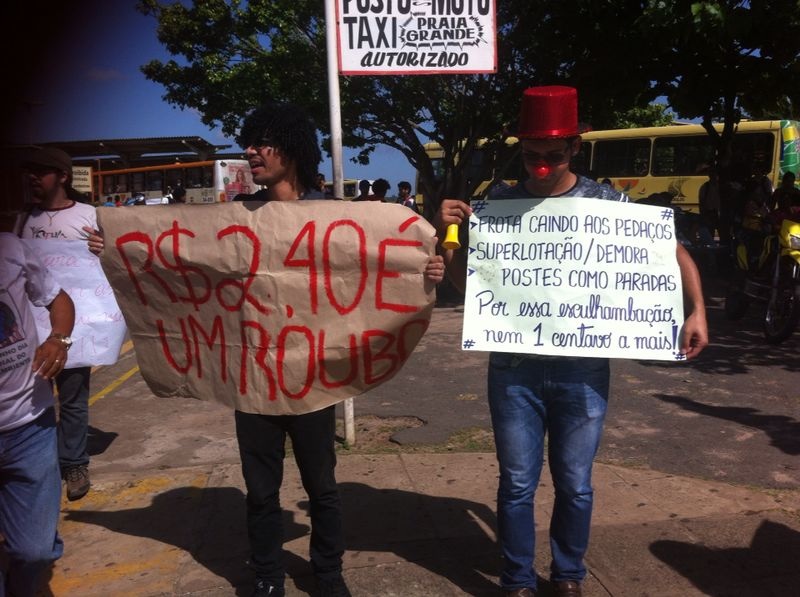 POSTO MOTO
TAXI PRAIA
GRANDE
AUTORIZADO
R$ 2,40 É
UM ROUBO
FROTA CAINDO AOS PEDAÇOS
SUPERLOTAÇÃO/DEMORA
POSTES COMO PARADAS
Por essa esculhambação,
nem 1 centavo a mais!